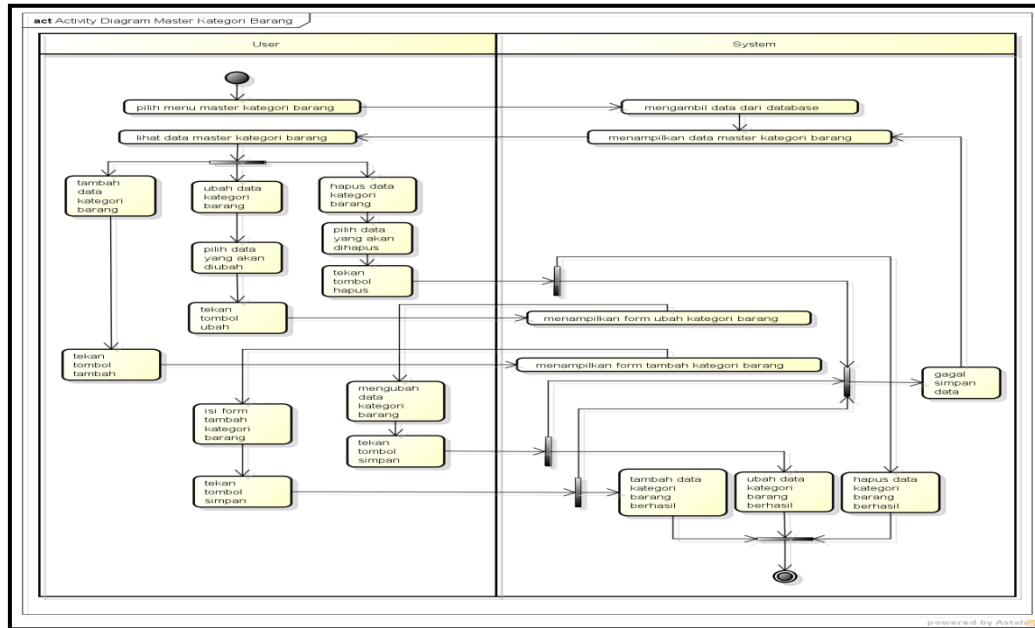 act Activity Diagram Master Kategori Barang
User
System
pilih menu master kategori barang
mengambil data dari database
lihat data master kategori barang
menampilkan data master kategori barang
tambah
data
kategori
barang
ubah data
kategori
barang
hapus data
kategori
barang
pilih data
yang akan
diubah
pilih data
yang akan
dihapus
tekan
tombol
hapus
tekan
tombol
ubah
menampilkan form ubah kategori barang
tekan
tombol
tambah
menampilkan form tambah kategori barang
gagal
simpan
data
mengubah
data
kategori
barang
isi form
tambah
kategori
barang
tekan
tombol
simpan
tekan
tombol
simpan
tambah data
kategori
barang
berhasil
ubah data
kategori
barang
berhasil
hapus data
kategori
barang
berhasil
powered by Astah